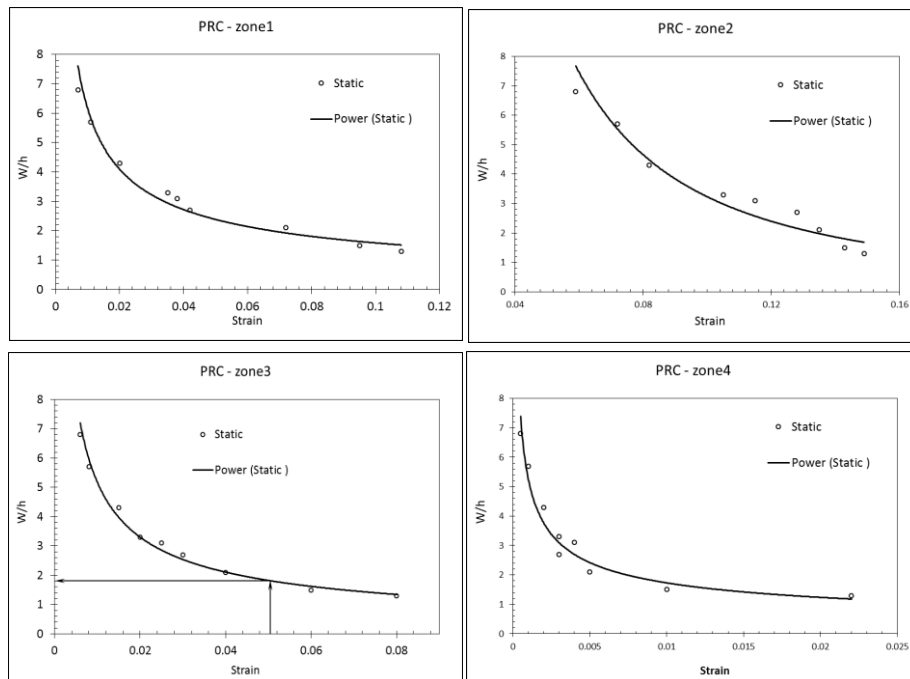 PRC - zone1
8
7
6
5
4
3
2
1
0
W/h
Static
Power (Static )
0 0.02 0.04 0.06 0.08 0.1 0.12
Strain
PRC - zone2
8
7
6
5
4
3
2
1
0
W/h
Static
Power (Static )
0.04 0.08 0.12 0.16
Strain
PRC - zone3
8
7
6
5
4
3
2
1
0
W/h
Static
Power (Static )
0.00 0.02 0.04 0.06 0.08
Strain
PRC - zone4
8
7
6
5
4
3
2
1
0
W/h
Static
Power (Static )
0 0.005 0.01 0.015 0.02 0.025
Strain